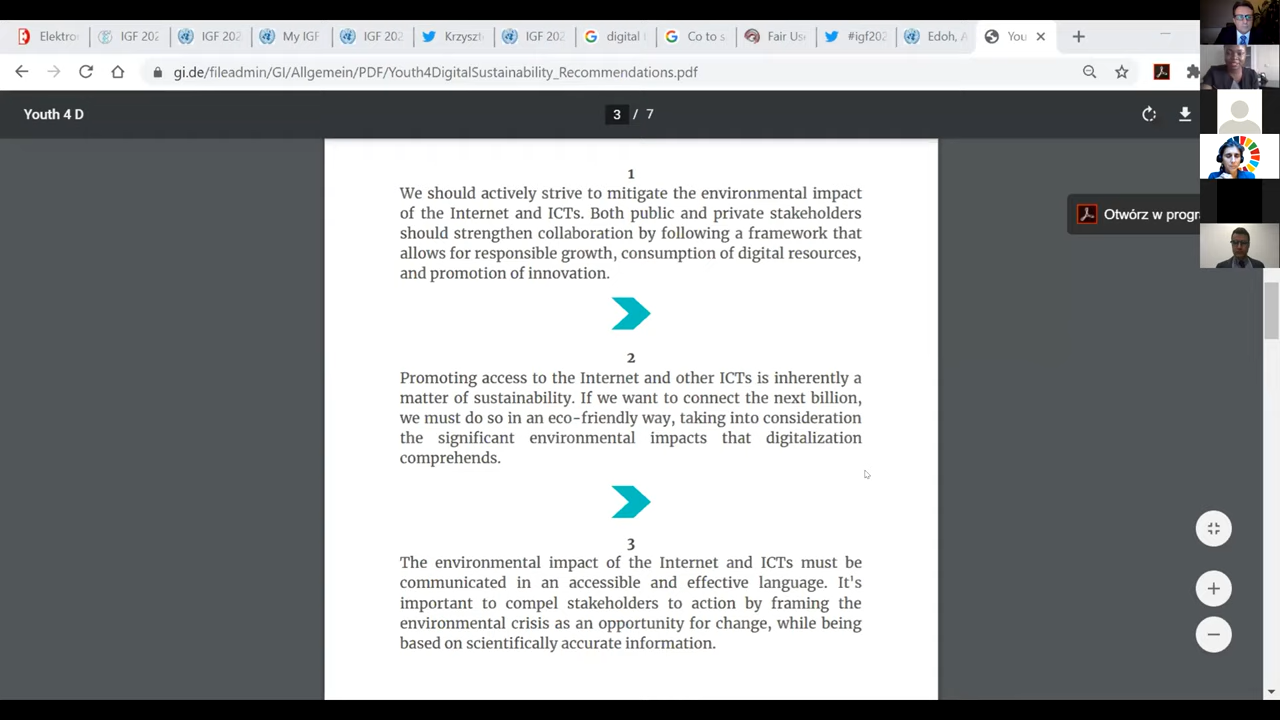 Elektro
IGF 202
IGF 202
My IGF
IGF 202
Krzyszt
IGF 202
digital
Co to s
Fair Use
#igf202
Edoh, A
You
gi.de/fileadmin/GI/Allgemein/PDF/Youth4DigitalSustainability_Recommendations.pdf
Youth 4 D
3 / 7
Otwórz w progra
1
We should actively strive to mitigate the environmental impact
of the Internet and ICTs. Both public and private stakeholders
should strengthen collaboration by following a framework that
allows for responsible growth, consumption of digital resources,
and promotion of innovation.
2
Promoting access to the Internet and other ICTs is inherently a
matter of sustainability. If we want to connect the next billion,
we must do so in an eco-friendly way, taking into consideration
the significant environmental impacts that digitalization
comprehends.
3
The environmental impact of the Internet and ICTs must be
communicated in an accessible and effective language. It's
important to compel stakeholders to action by framing the
environmental crisis as an opportunity for change, while being
based on scientifically accurate information.